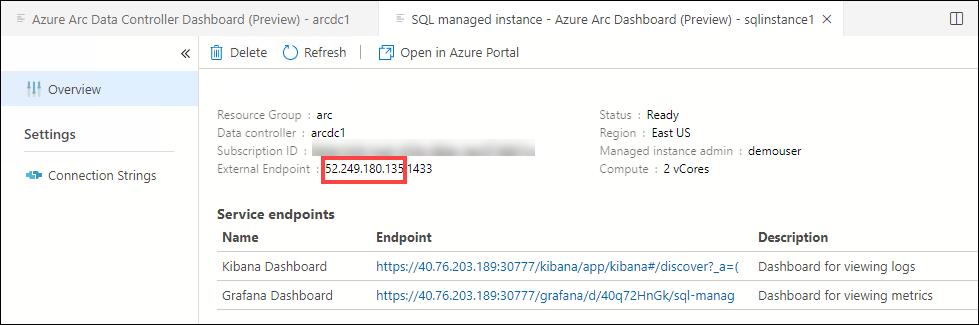 Azure Arc Data Controller Dashboard (Preview) - arcdc1
SQL managed instance - Azure Arc Dashboard (Preview) - sqlinstance1
Delete Refresh Open in Azure Portal
Overview
Settings
Connection Strings
Resource Group : arc
Data controller : arcdc1
Subscription ID :
External Endpoint : 52.249.180.135 1433
Status : Ready
Region : East US
Managed instance admin : demouser
Compute : 2 vCores
Service endpoints
Name Endpoint Description
Kibana Dashboard https://40.76.203.189:30777/kibana/app/kibana#/discover?_a=( Dashboard for viewing logs
Grafana Dashboard https://40.76.203.189:30777/grafana/d/40q72HnGk/sql-manag Dashboard for viewing metrics